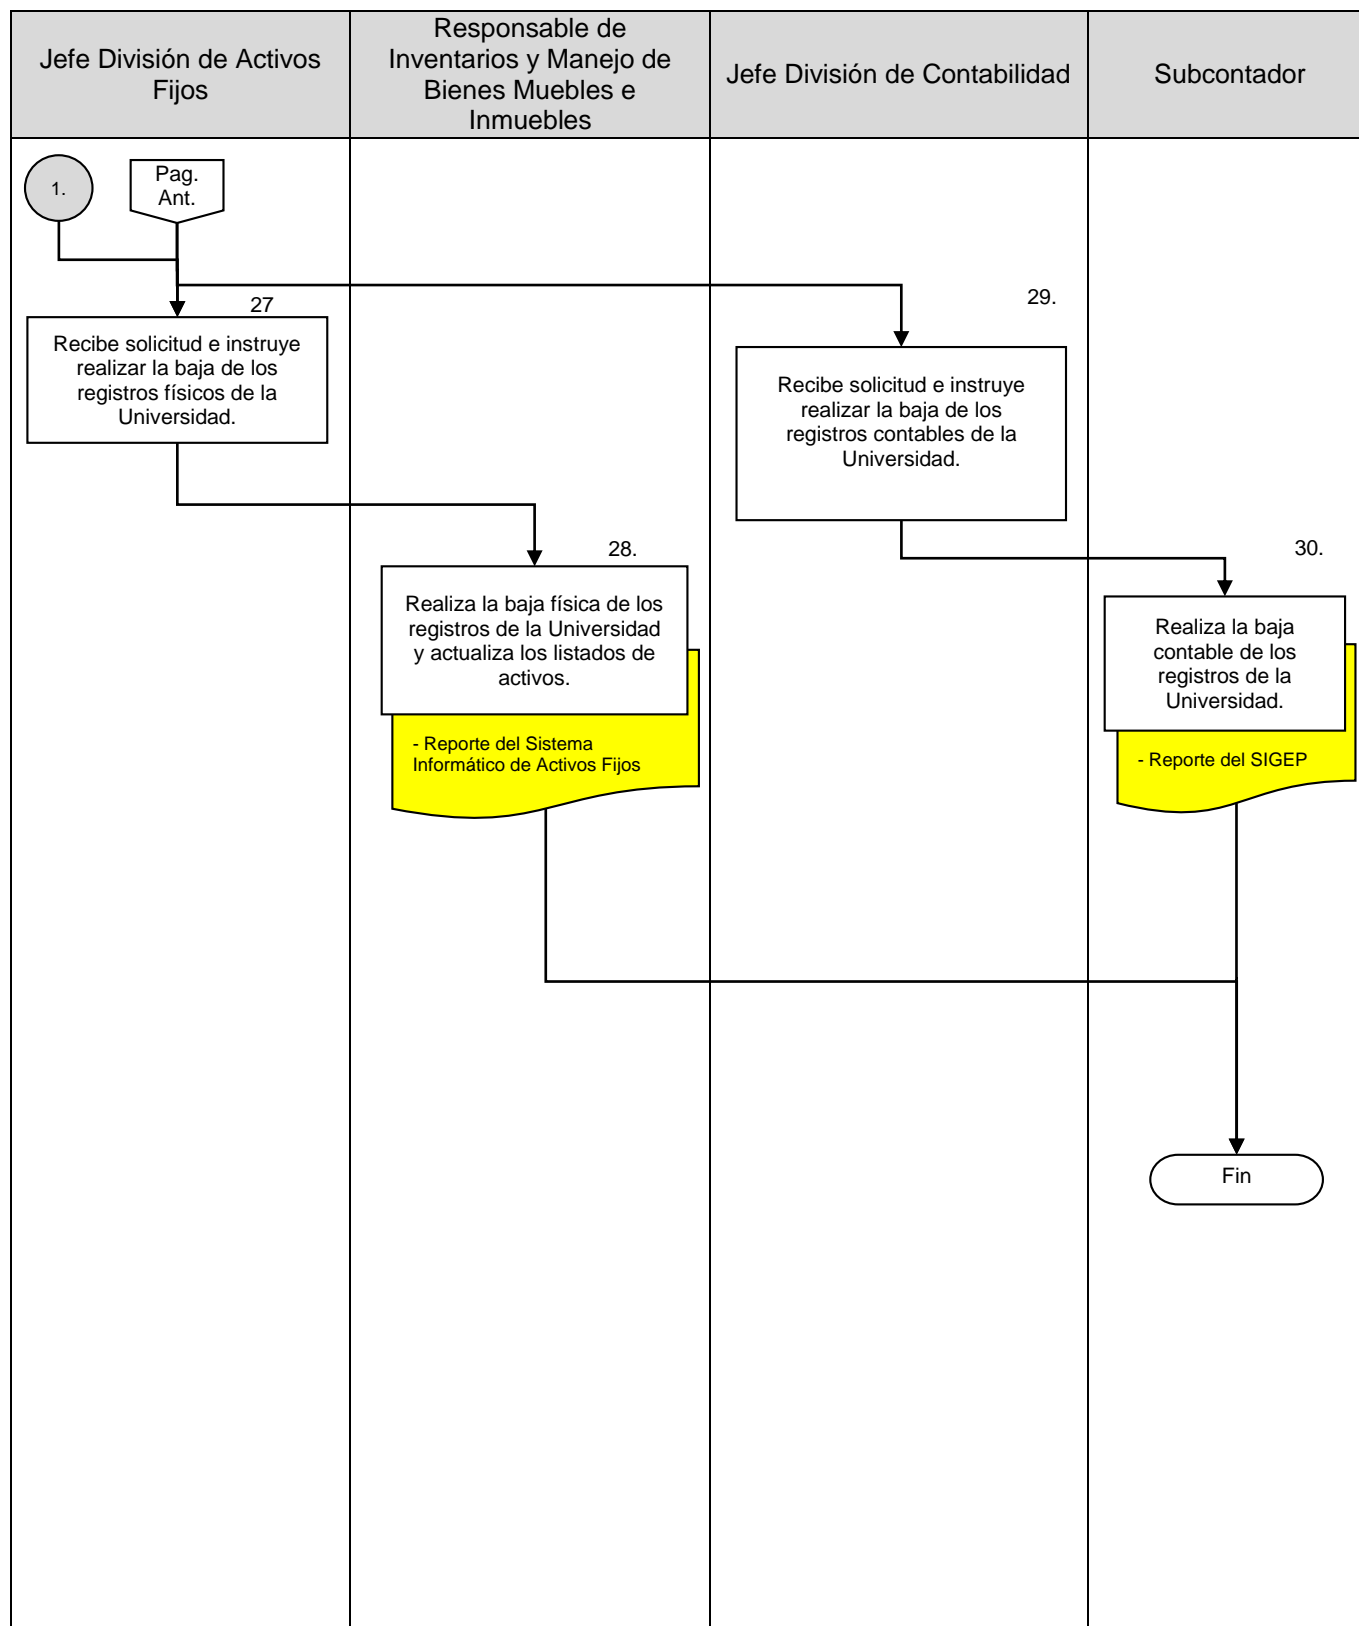 Jefe División de Activos
Fijos
Responsable de
Inventarios y Manejo de
Bienes Muebles e
Inmuebles
Jefe División de Contabilidad
Subcontador
1.
Pag.
Ant.
27
Recibe solicitud e instruye
realizar la baja de los
registros físicos de la
Universidad.
28.
Realiza la baja física de los
registros de la Universidad
y actualiza los listados de
activos.
- Reporte del Sistema
Informático de Activos Fijos
29.
Recibe solicitud e instruye
realizar la baja de los
registros contables de la
Universidad.
30.
Realiza la baja
contable de los
registros de la
Universidad.
- Reporte del SIGEP
Fin